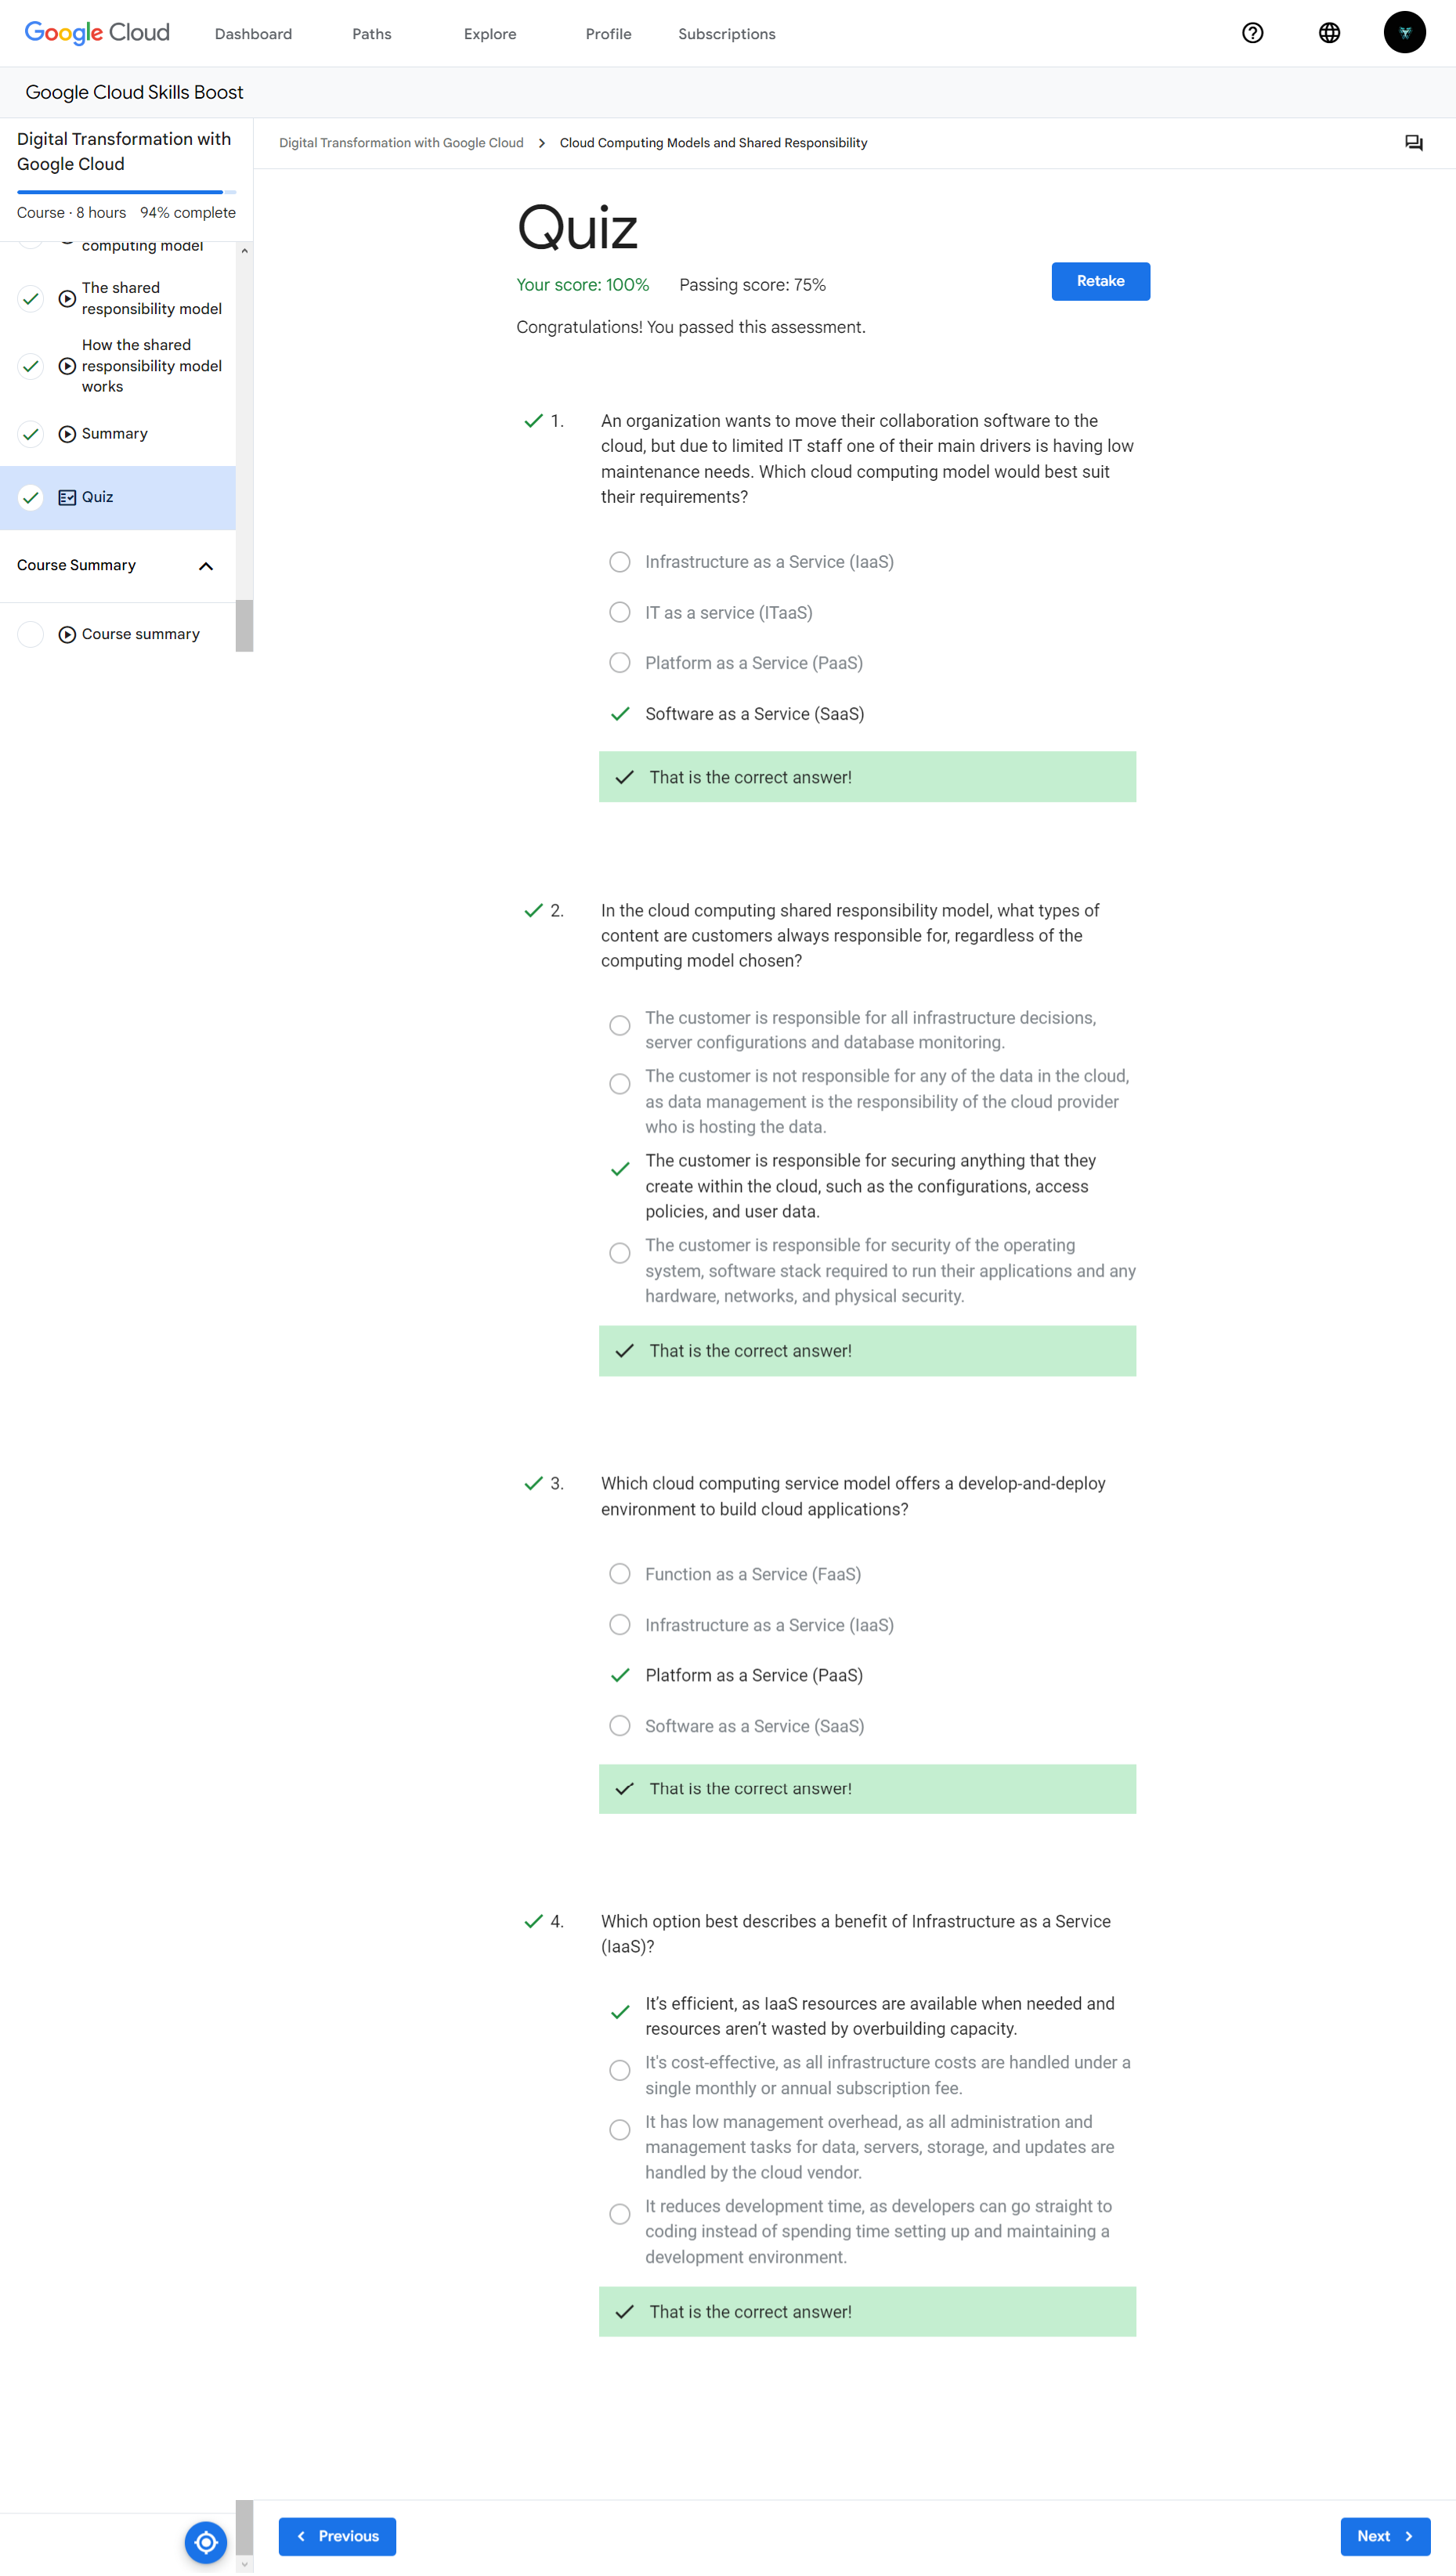 Google Cloud
Dashboard
Paths
Explore
Profile
Subscriptions
Google Cloud Skills Boost
Digital Transformation with
Google Cloud
Course · 8 hours 94% complete
computing model
The shared
responsibility model
How the shared
responsibility model
works
Summary
Quiz
Course Summary
Course summary
Digital Transformation with Google Cloud > Cloud Computing Models and Shared Responsibility
Quiz
Your score: 100% Passing score: 75%
Retake
Congratulations! You passed this assessment.
1. An organization wants to move their collaboration software to the
cloud, but due to limited IT staff one of their main drivers is having low
maintenance needs. Which cloud computing model would best suit
their requirements?
Infrastructure as a Service (IaaS)
IT as a service (ITaaS)
Platform as a Service (PaaS)
Software as a Service (SaaS)
That is the correct answer!
2. In the cloud computing shared responsibility model, what types of
content are customers always responsible for, regardless of the
computing model chosen?
The customer is responsible for all infrastructure decisions,
server configurations and database monitoring.
The customer is not responsible for any of the data in the cloud,
as data management is the responsibility of the cloud provider
who is hosting the data.
The customer is responsible for securing anything that they
create within the cloud, such as the configurations, access
policies, and user data.
The customer is responsible for security of the operating
system, software stack required to run their applications and any
hardware, networks, and physical security.
That is the correct answer!
3. Which cloud computing service model offers a develop-and-deploy
environment to build cloud applications?
Function as a Service (FaaS)
Infrastructure as a Service (IaaS)
Platform as a Service (PaaS)
Software as a Service (SaaS)
That is the correct answer!
4. Which option best describes a benefit of Infrastructure as a Service
(IaaS)?
It’s efficient, as IaaS resources are available when needed and
resources aren’t wasted by overbuilding capacity.
It's cost-effective, as all infrastructure costs are handled under a
single monthly or annual subscription fee.
It has low management overhead, as all administration and
management tasks for data, servers, storage, and updates are
handled by the cloud vendor.
It reduces development time, as developers can go straight to
coding instead of spending time setting up and maintaining a
development environment.
That is the correct answer!
Previous
Next